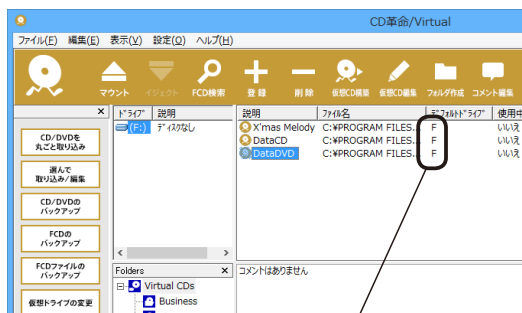 CD革命/Virtual
ファイル(F) 編集(E) 表示(V) 設定(O) ヘルプ(H)
マウント イジェクト FCD検索 登録 削除 仮想CD構築 仮想CD編集 フォルダ作成 コメント編集
×
CD/DVDを
丸ごと取り込み
選んで
取り込み/編集
CD/DVDの
バックアップ
FCDの
バックアップ
FCDファイルの
バックアップ
仮想ドライブの変更
ドライブ 説明
(F:) ディスクなし
< >
Folders ×
Virtual CDs
Business
説明 ファイル名 デフォルトドライブ 使用中
X'mas Melody C:¥PROGRAM FILES... F いいえ
DataCD C:¥PROGRAM FILES... F いいえ
DataDVD C:¥PROGRAM FILES... F いいえ
コメントはありません